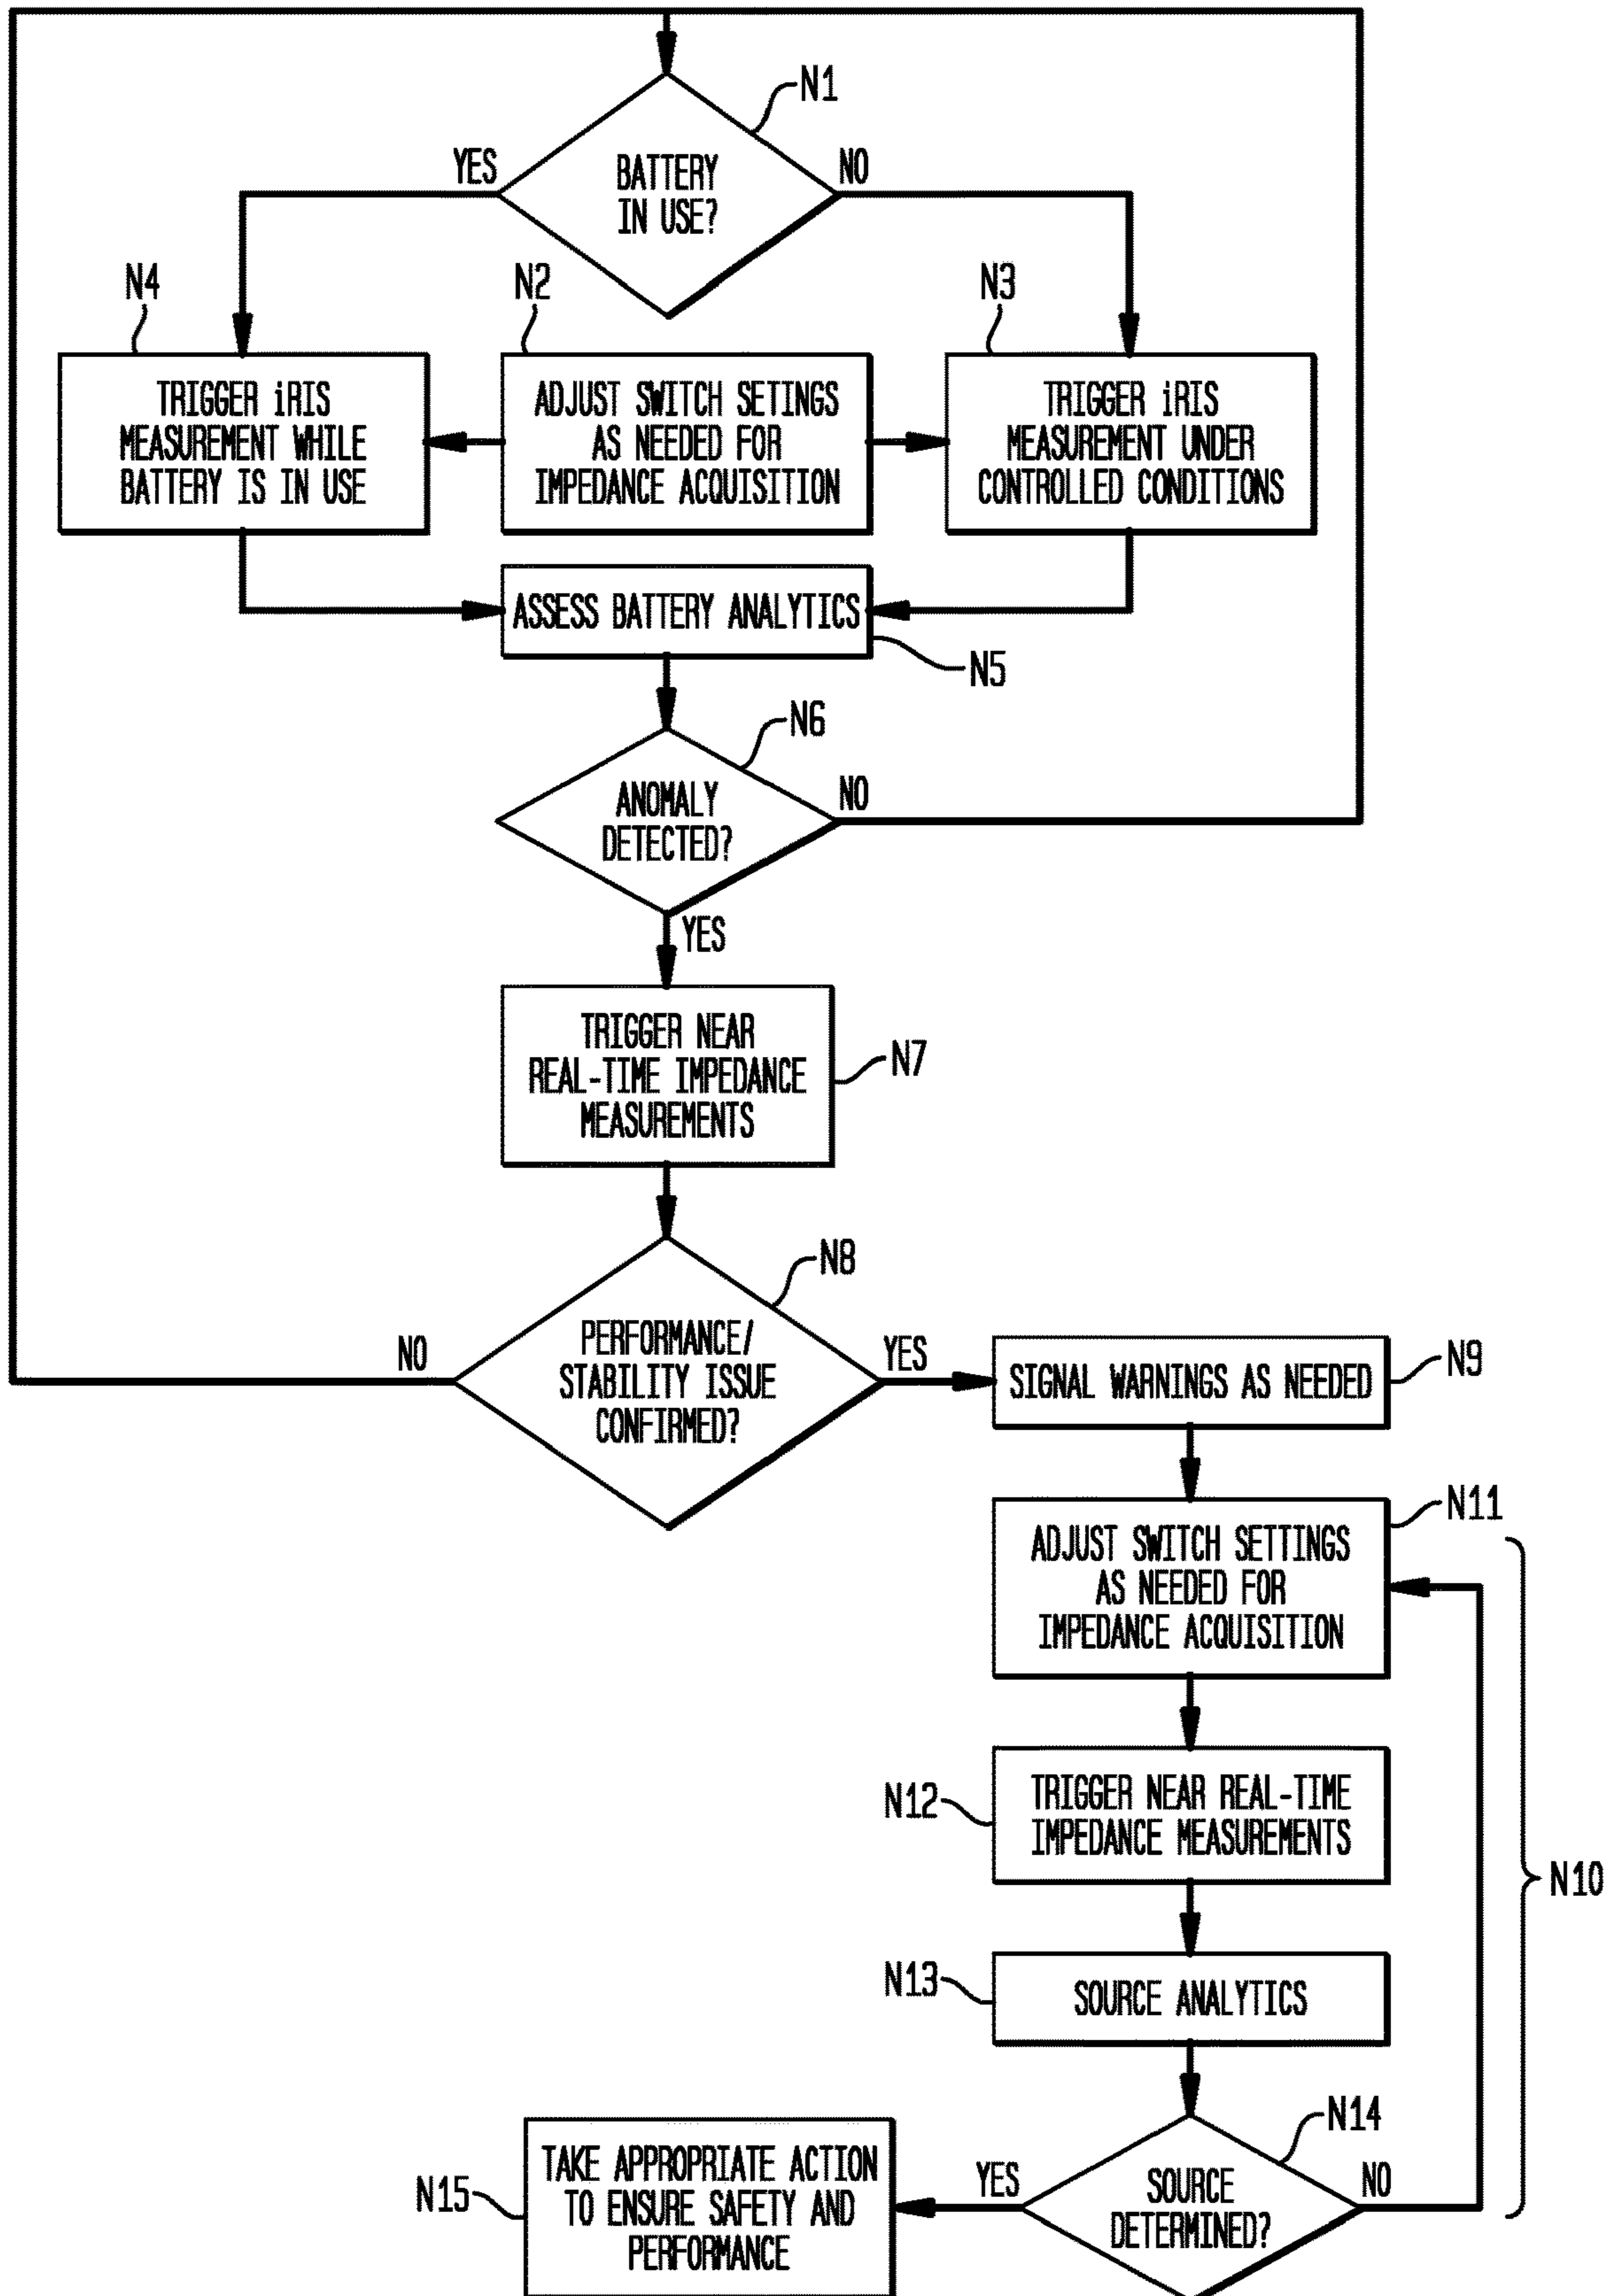 N1
YES
NO
BATTERY
IN USE?
N4
N2
N3
TRIGGER iRIS
MEASUREMENT WHILE
BATTERY IS IN USE
ADJUST SWITCH SETINGS
AS NEEDED FOR
IMPEDANCE ACQUISITION
TRIGGER iRIS
MEASUREMENT UNDER
CONTROLLED CONDITIONS
ASSESS BATTERY ANALYTICS
N5
N6
ANOMALY
DETECTED?
NO
YES
TRIGGER NEAR
REAL-TIME IMPEDANCE
MEASUREMENTS
N7
N8
NO
PERFORMANCE/
STABILITY ISSUE
CONFIRMED?
YES
SIGNAL WARNINGS AS NEEDED
N9
N11
ADJUST SWITCH SETTINGS
AS NEEDED FOR
IMPEDANCE ACQUISITION
N12
TRIGGER NEAR REAL-TIME
IMPEDANCE MEASUREMENTS
N10
N13
SOURCE ANALYTICS
N14
SOURCE
DETERMINED?
YES
NO
N15
TAKE APPROPRIATE ACTION
TO ENSURE SAFETY AND
PERFORMANCE